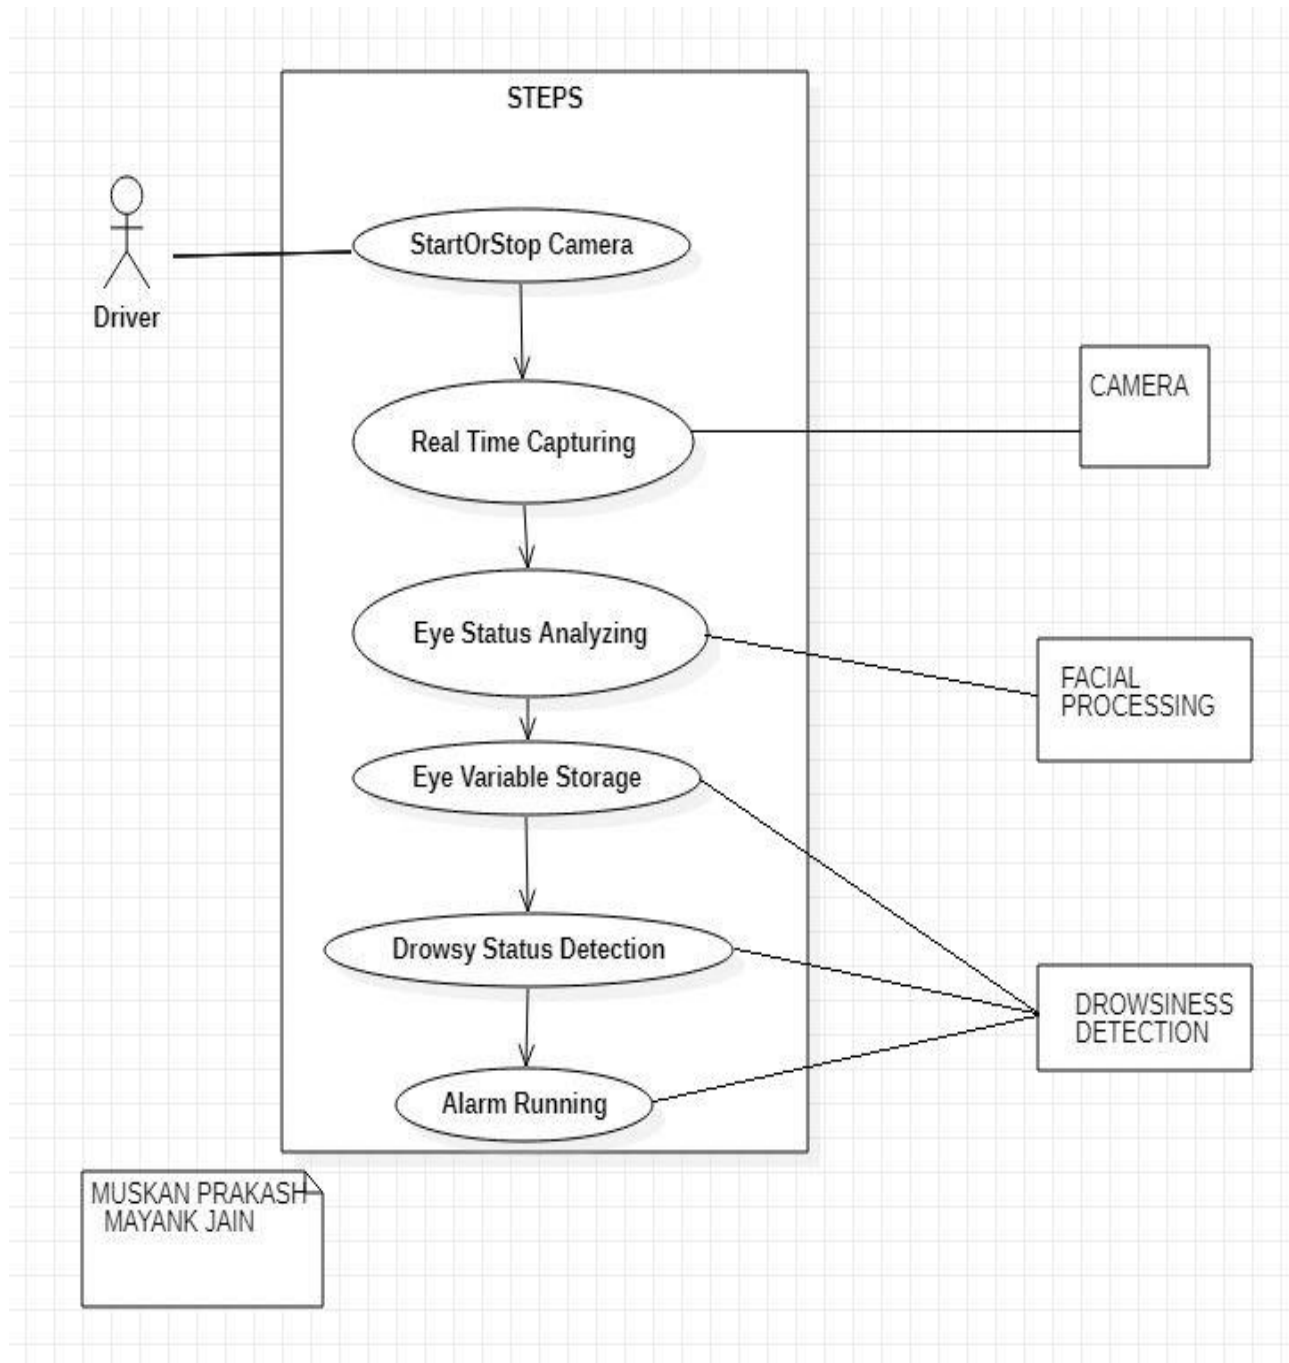 STEPS
StartOrStop Camera
Driver
CAMERA
Real Time Capturing
Eye Status Analyzing
FACIAL
PROCESSING
Eye Variable Storage
Drowsy Status Detection
DROWSINESS
DETECTION
Alarm Running
MUSKAN PRAKASH
MAYANK JAIN